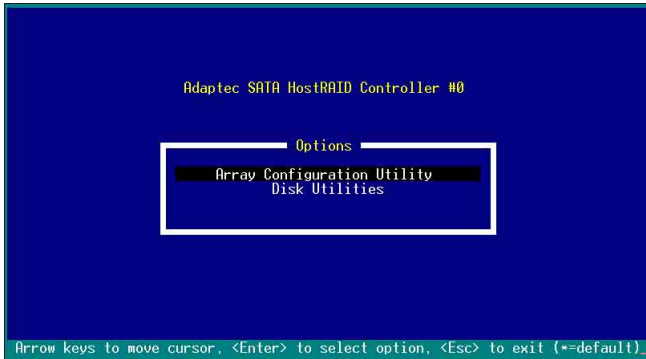 Adaptec SATA HostRAID Controller #0
Options
Array Configuration Utility
Disk Utilities
Arrow keys to move cursor, <Enter> to select option, <Esc> to exit (*=default)_